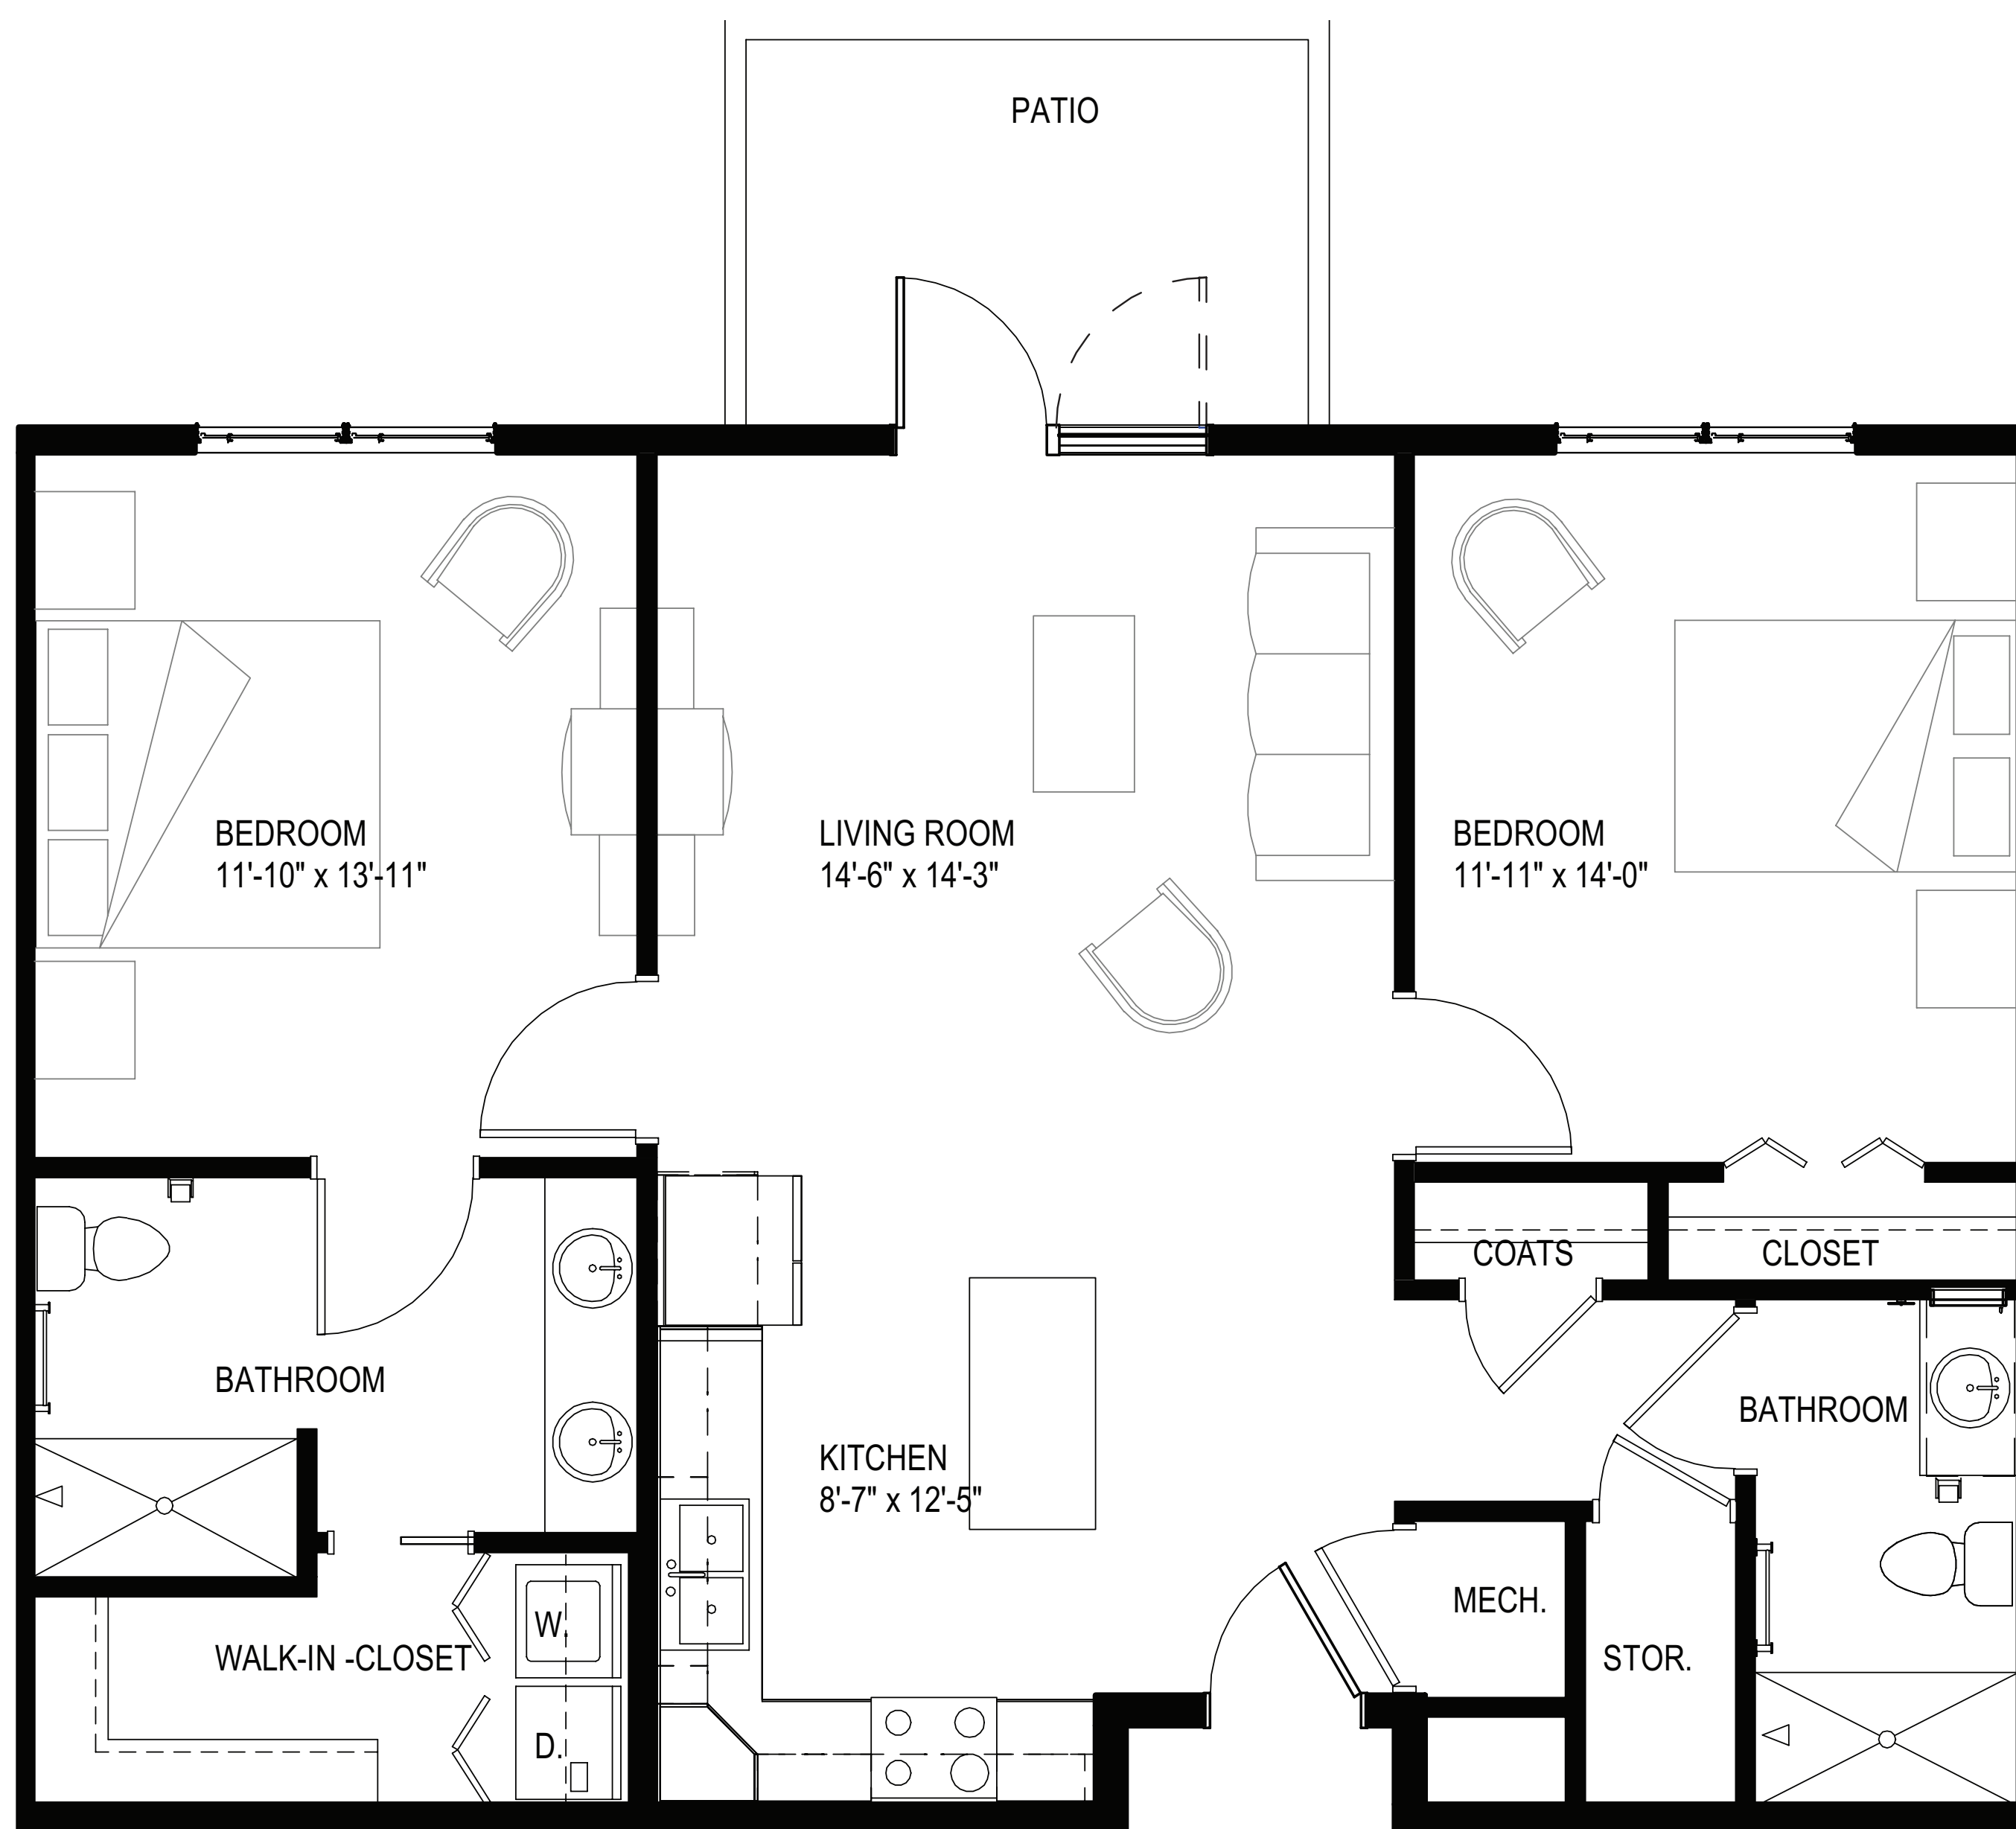 PATIO
BEDROOM
11'-10" x 13'-11"
LIVING ROOM
14'-6" x 14'-3"
BEDROOM
11'-11" x 14'-0"
COATS
CLOSET
BATHROOM
BATHROOM
KITCHEN
8'-7" x 12'-5"
MECH.
W.
WALK-IN -CLOSET
STOR.
D.